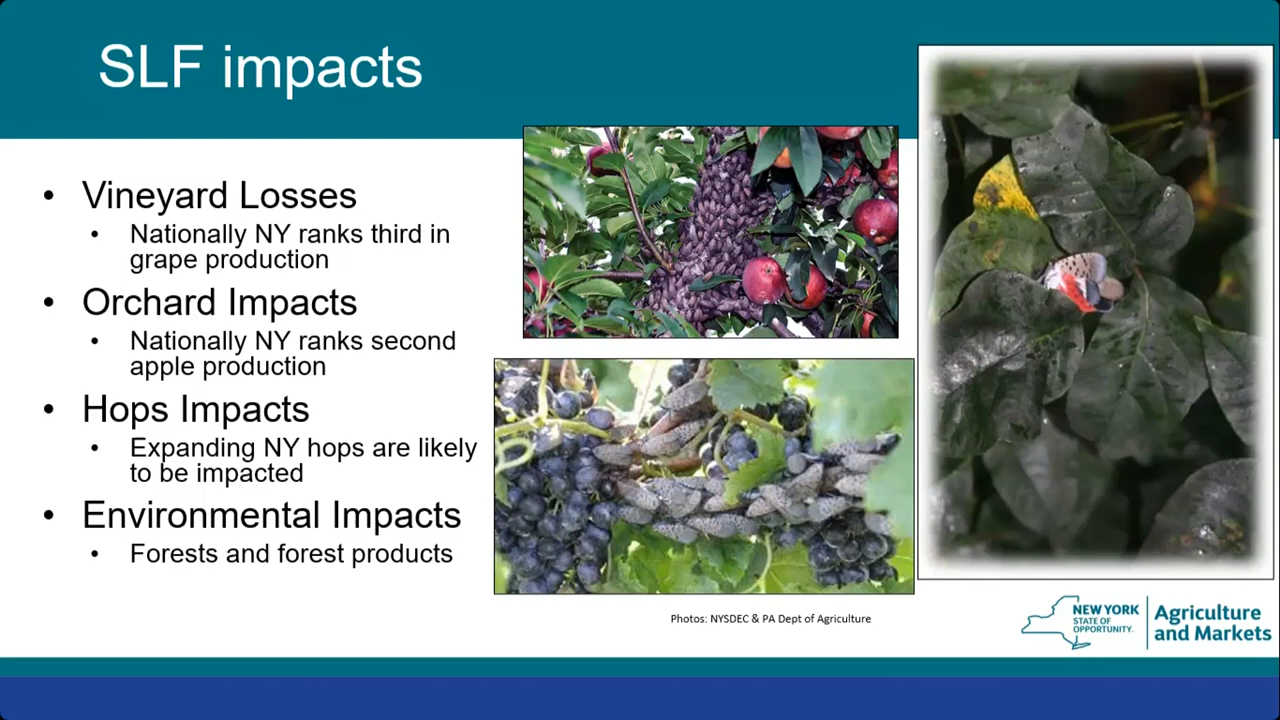 SLF impacts
• Vineyard Losses
• Nationally NY ranks third in
grape production
• Orchard Impacts
• Nationally NY ranks second
apple production
• Hops Impacts
• Expanding NY hops are likely
to be impacted
• Environmental Impacts
• Forests and forest products
Photos: NYSDEC & PA Dept of Agriculture
NEW YORK
STATE OF
OPPORTUNITY.
Agriculture
and Markets